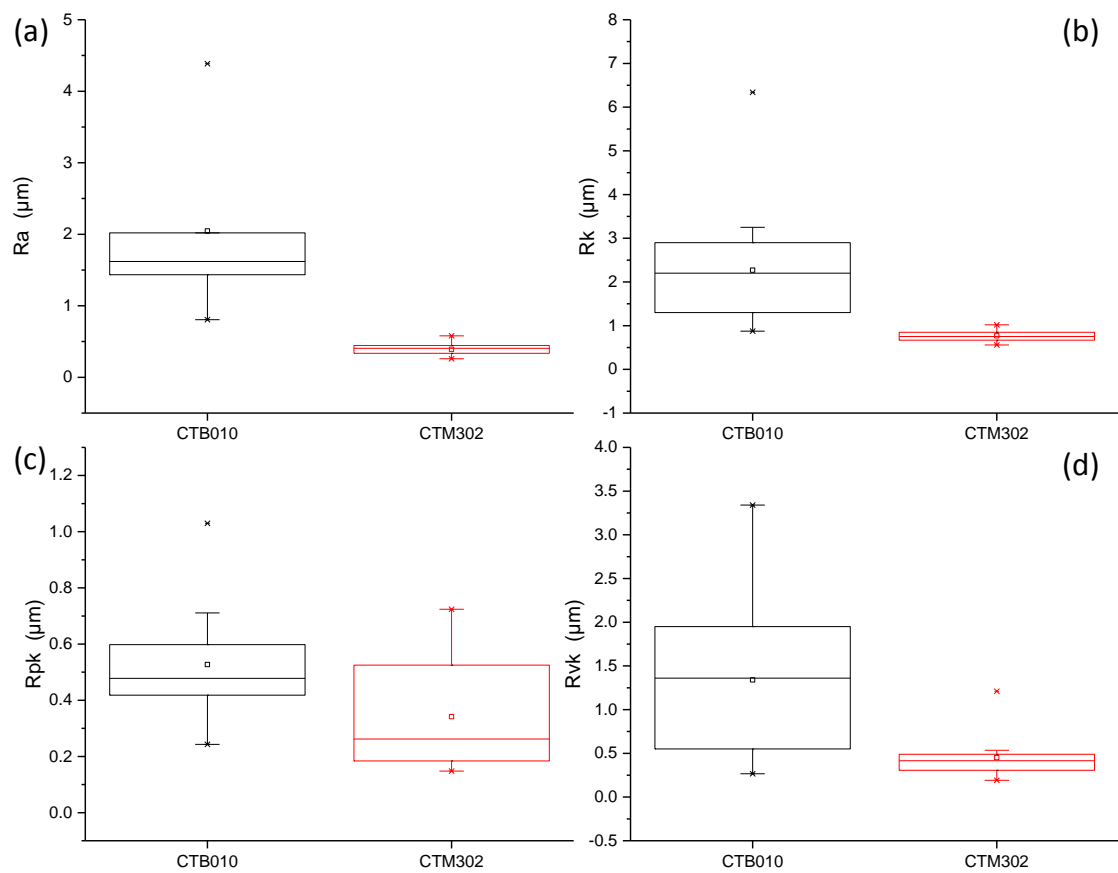 (a)
5
4
3
2
1
0
Ra (μm)
CTB010 CTM302
(b)
8
7
6
5
4
3
2
1
0
-1
Rk (μm)
CTB010 CTM302
(c)
1.2
1.0
0.8
0.6
0.4
0.2
0.0
Rpk (μm)
CTB010 CTM302
(d)
4.0
3.5
3.0
2.5
2.0
1.5
1.0
0.5
0.0
-0.5
Rvk (μm)
CTB010 CTM302